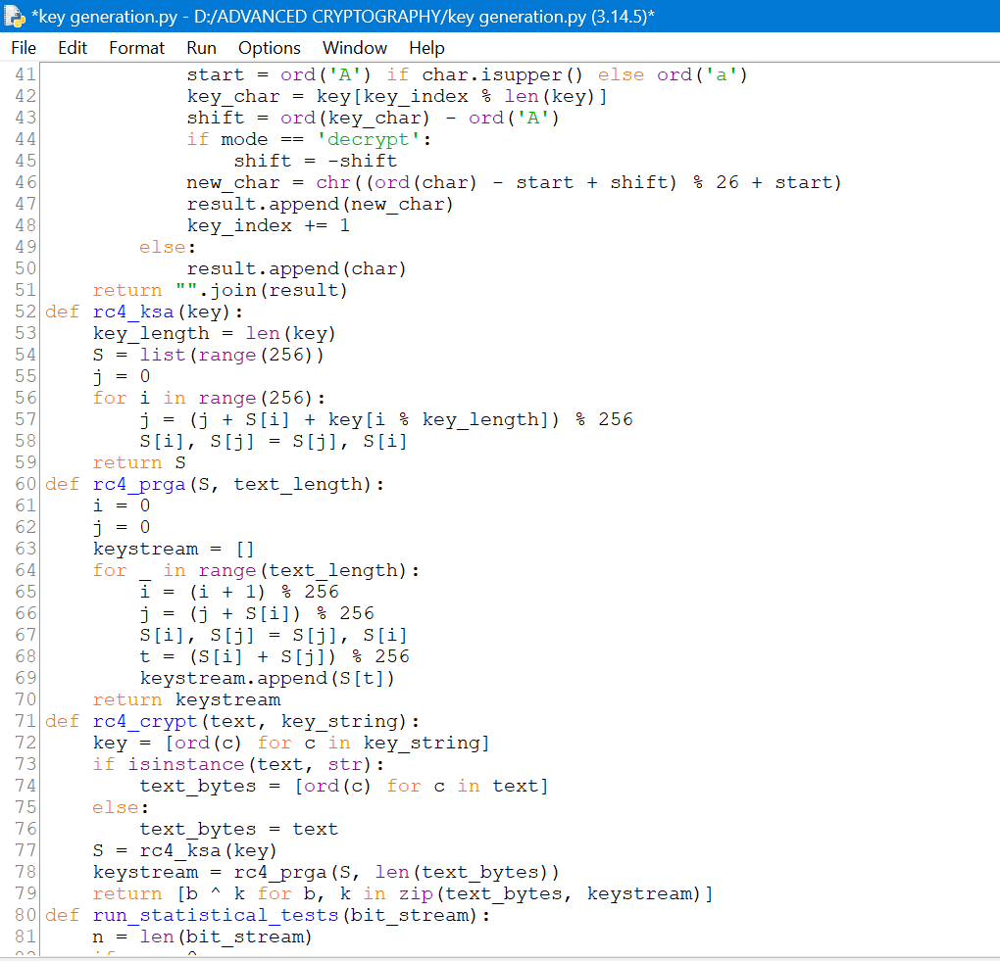 *key generation.py - D:/ADVANCED CRYPTOGRAPHY/key generation.py (3.14.5)*
File Edit Format Run Options Window Help
41             start = ord('A') if char.isupper() else ord('a')
42             key_char = key[key_index % len(key)]
43             shift = ord(key_char) - ord('A')
44             if mode == 'decrypt':
45                 shift = -shift
46             new_char = chr((ord(char) - start + shift) % 26 + start)
47             result.append(new_char)
48             key_index += 1
49         else:
50             result.append(char)
51     return "".join(result)
52 def rc4_ksa(key):
53     key_length = len(key)
54     S = list(range(256))
55     j = 0
56     for i in range(256):
57         j = (j + S[i] + key[i % key_length]) % 256
58         S[i], S[j] = S[j], S[i]
59     return S
60 def rc4_prga(S, text_length):
61     i = 0
62     j = 0
63     keystream = []
64     for _ in range(text_length):
65         i = (i + 1) % 256
66         j = (j + S[i]) % 256
67         S[i], S[j] = S[j], S[i]
68         t = (S[i] + S[j]) % 256
69         keystream.append(S[t])
70     return keystream
71 def rc4_crypt(text, key_string):
72     key = [ord(c) for c in key_string]
73     if isinstance(text, str):
74         text_bytes = [ord(c) for c in text]
75     else:
76         text_bytes = text
77     S = rc4_ksa(key)
78     keystream = rc4_prga(S, len(text_bytes))
79     return [b ^ k for b, k in zip(text_bytes, keystream)]
80 def run_statistical_tests(bit_stream):
81     n = len(bit_stream)